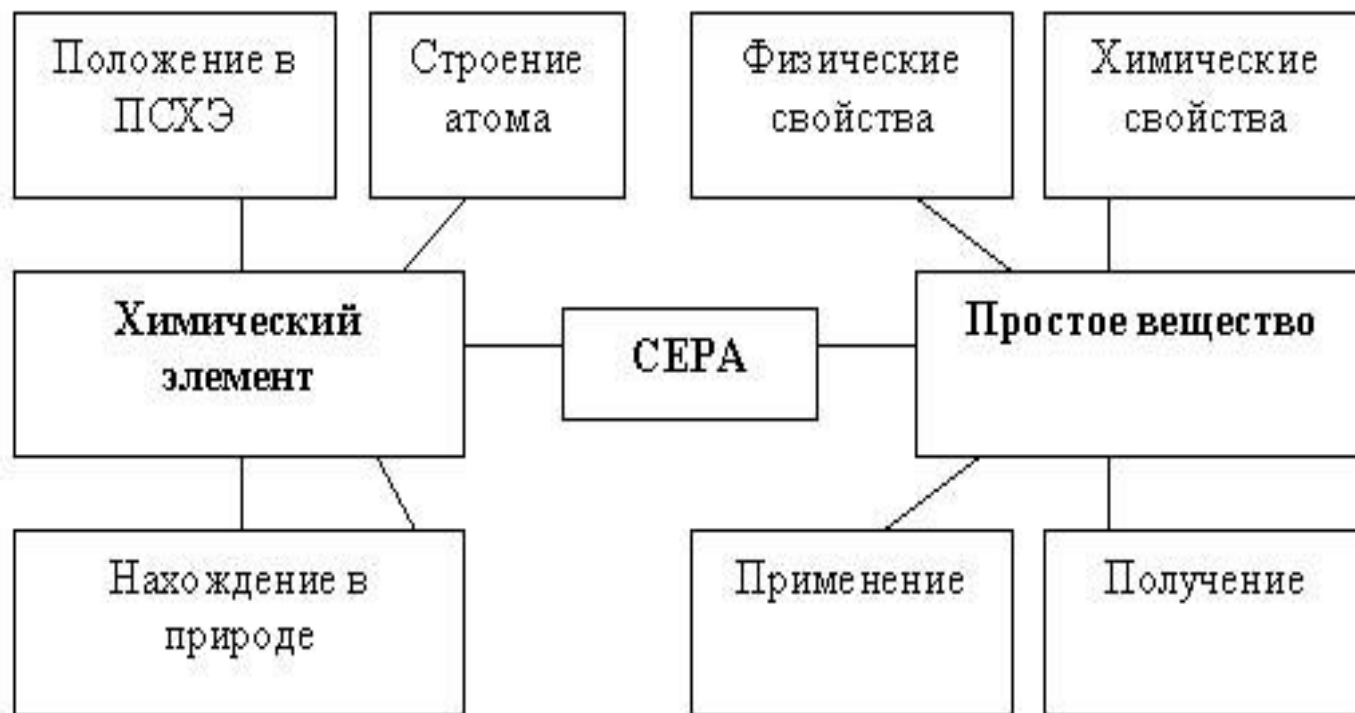 Положение в
ПСХЭ
Строение
атома
Физические
свойства
Химические
свойства
Химический
элемент
СЕРА
Простое вещество
Нахождение в
природе
Применение
Получение